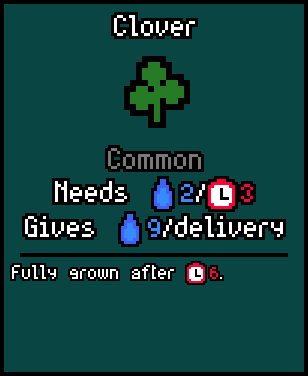 Clover
Common
Needs 2/3
Gives 9/delivery
Fully grown after 6.